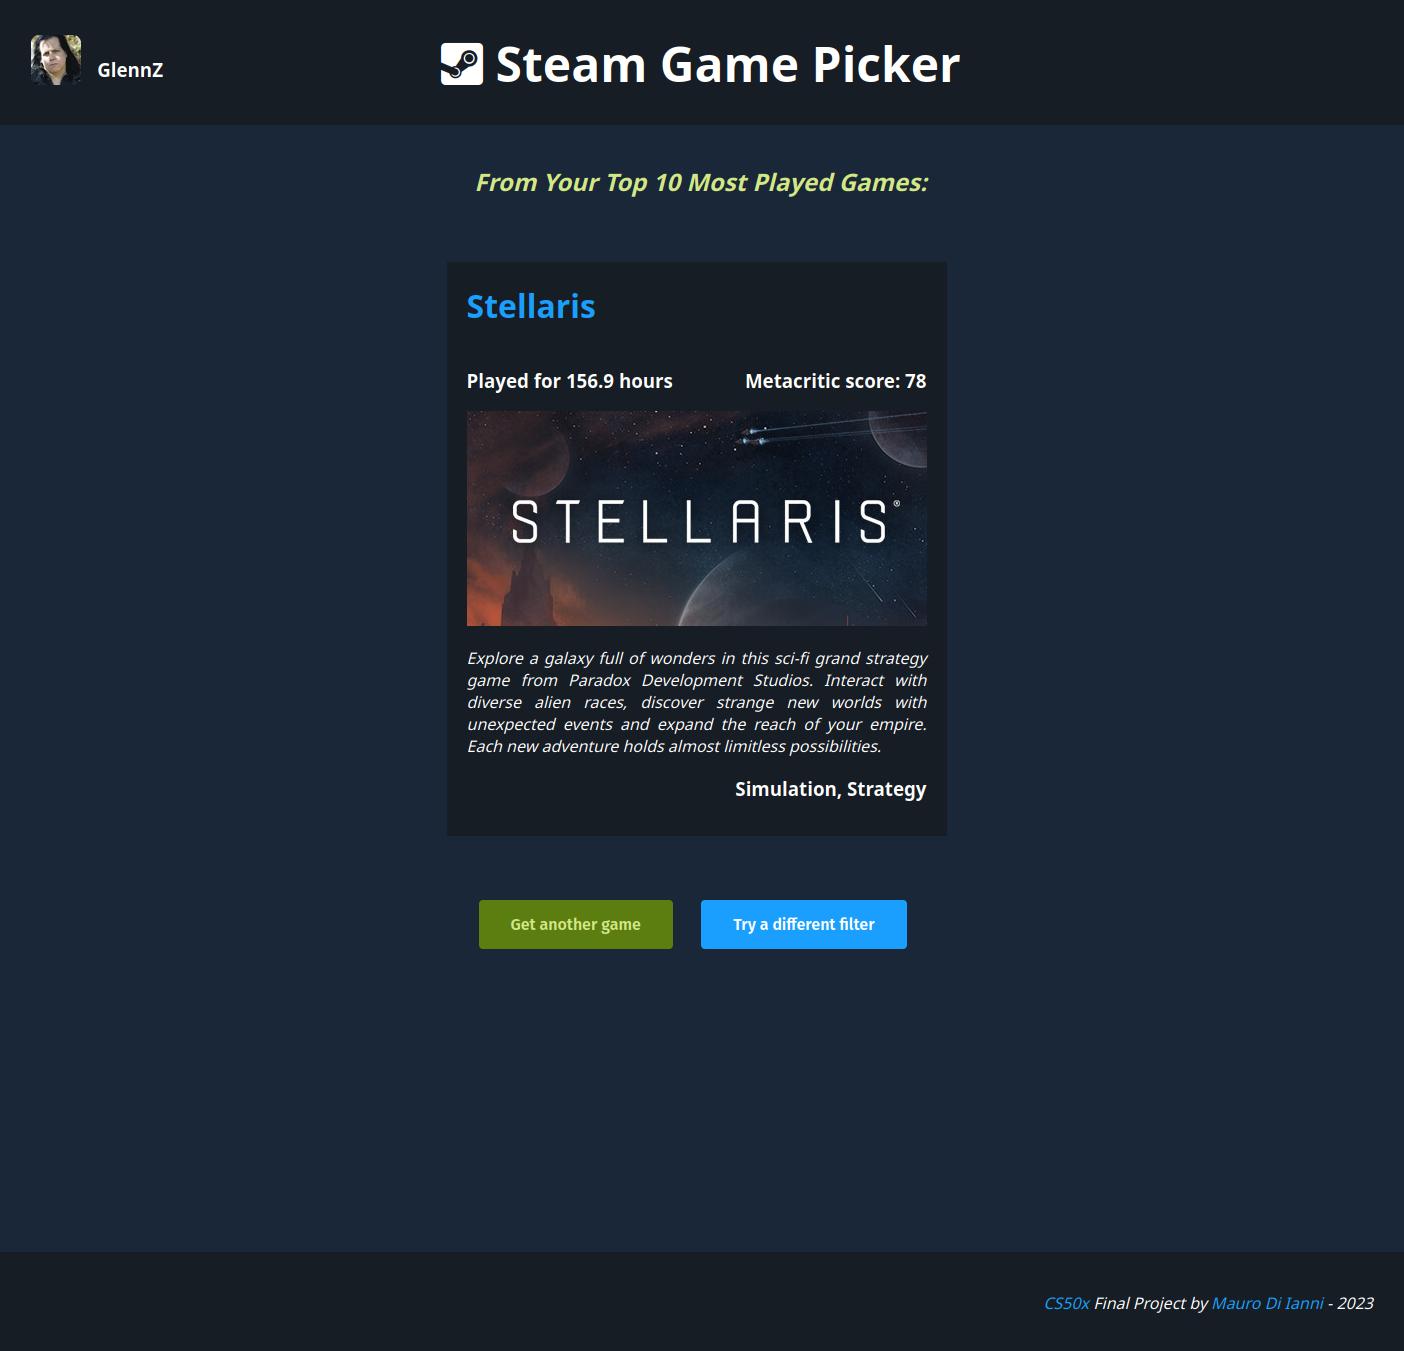 GlennZ
Steam Game Picker
From Your Top 10 Most Played Games:
Stellaris
Played for 156.9 hours
Metacritic score: 78
STELLARIS®
Explore a galaxy full of wonders in this sci-fi grand strategy
game from Paradox Development Studios. Interact with
diverse alien races, discover strange new worlds with
unexpected events and expand the reach of your empire.
Each new adventure holds almost limitless possibilities.
Simulation, Strategy
Get another game
Try a different filter
CS50x Final Project by Mauro Di Ianni - 2023